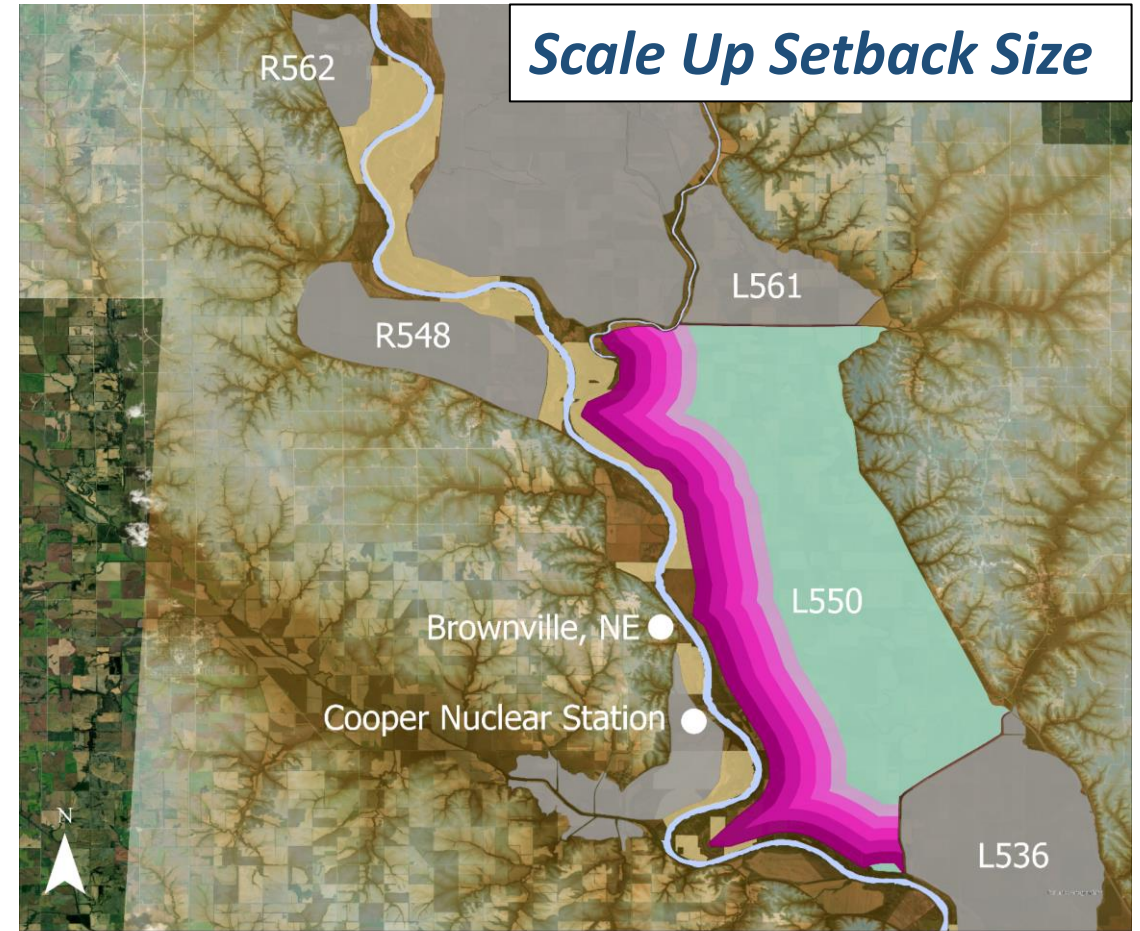 Scale Up Setback Size
R562
L561
R548
L550
Brownville, NE
Cooper Nuclear Station
N
L536